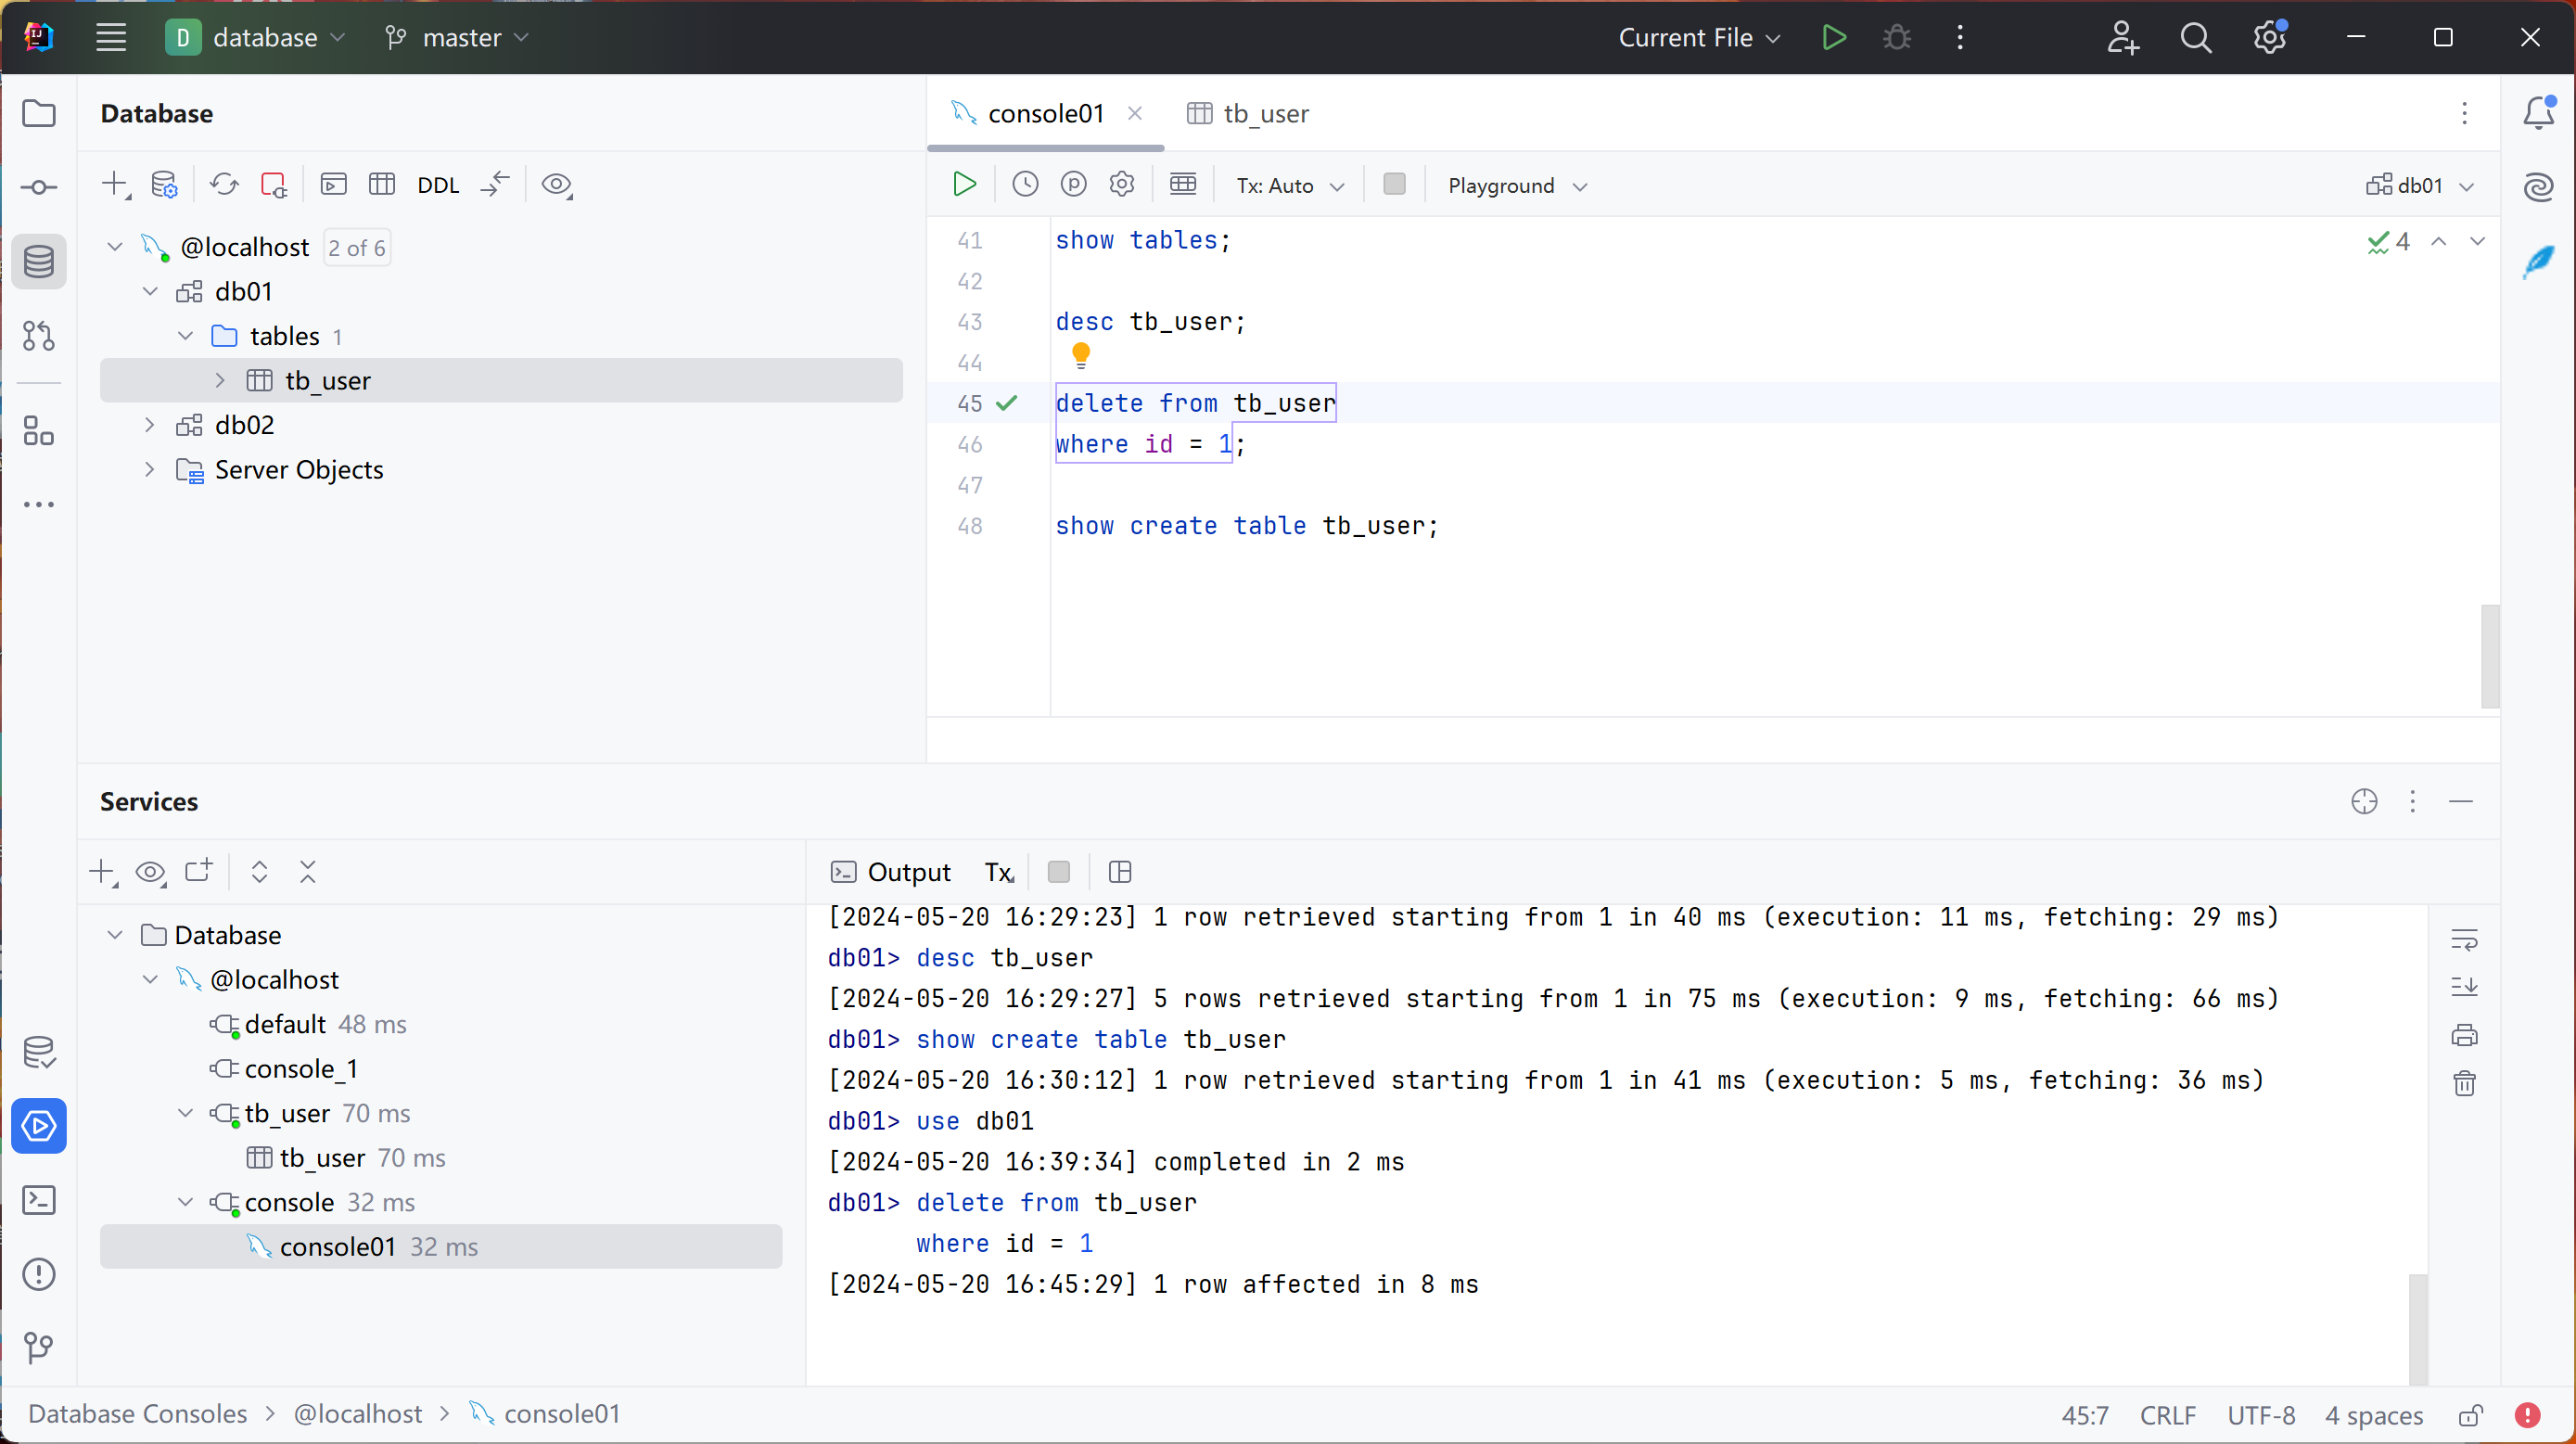 D database master
Current File
Database
DDL
@localhost 2 of 6
db01
tables 1
tb_user
db02
Server Objects
console01
tb_user
Tx: Auto
Playground
db01
41 show tables;
42
43 desc tb_user;
44
45 delete from tb_user
46 where id = 1;
47
48 show create table tb_user;
4
Services
Database
@localhost
default 48 ms
console_1
tb_user 70 ms
tb_user 70 ms
console 32 ms
console01 32 ms
Output Tx
[2024-05-20 16:29:23] 1 row retrieved starting from 1 in 40 ms (execution: 11 ms, fetching: 29 ms)
db01> desc tb_user
[2024-05-20 16:29:27] 5 rows retrieved starting from 1 in 75 ms (execution: 9 ms, fetching: 66 ms)
db01> show create table tb_user
[2024-05-20 16:30:12] 1 row retrieved starting from 1 in 41 ms (execution: 5 ms, fetching: 36 ms)
db01> use db01
[2024-05-20 16:39:34] completed in 2 ms
db01> delete from tb_user
where id = 1
[2024-05-20 16:45:29] 1 row affected in 8 ms
Database Consoles > @localhost > console01
45:7 CRLF UTF-8 4 spaces